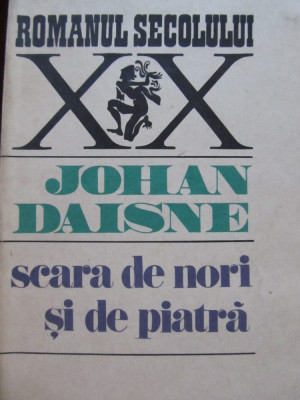 ROMANUL SECOLULUI
XX
JOHAN
DAISNE
scara de nori
și de piatră